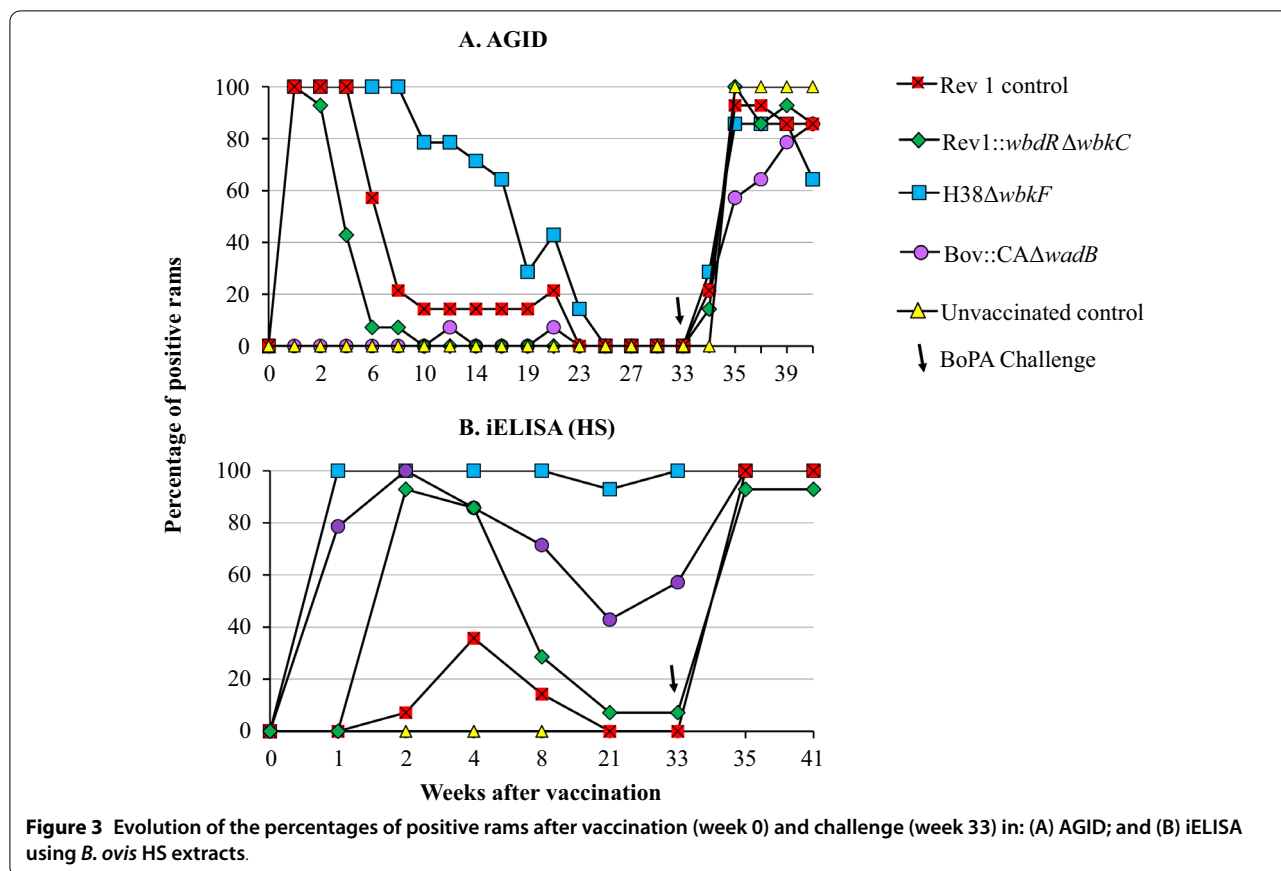 A. AGID
Percentage of positive rams
100
80
60
40
20
0
0 2 6 10 14 19 23 27 33 35 39
Rev 1 control
Rev1::wbdRΔwbkC
H38ΔwbkF
Bov::CAΔwadB
Unvaccinated control
BoPA Challenge
B. iELISA (HS)
100
80
60
40
20
0
0 1 2 4 8 21 33 35 41
Weeks after vaccination
Figure 3 Evolution of the percentages of positive rams after vaccination (week 0) and challenge (week 33) in: (A) AGID; and (B) iELISA
using B. ovis HS extracts.